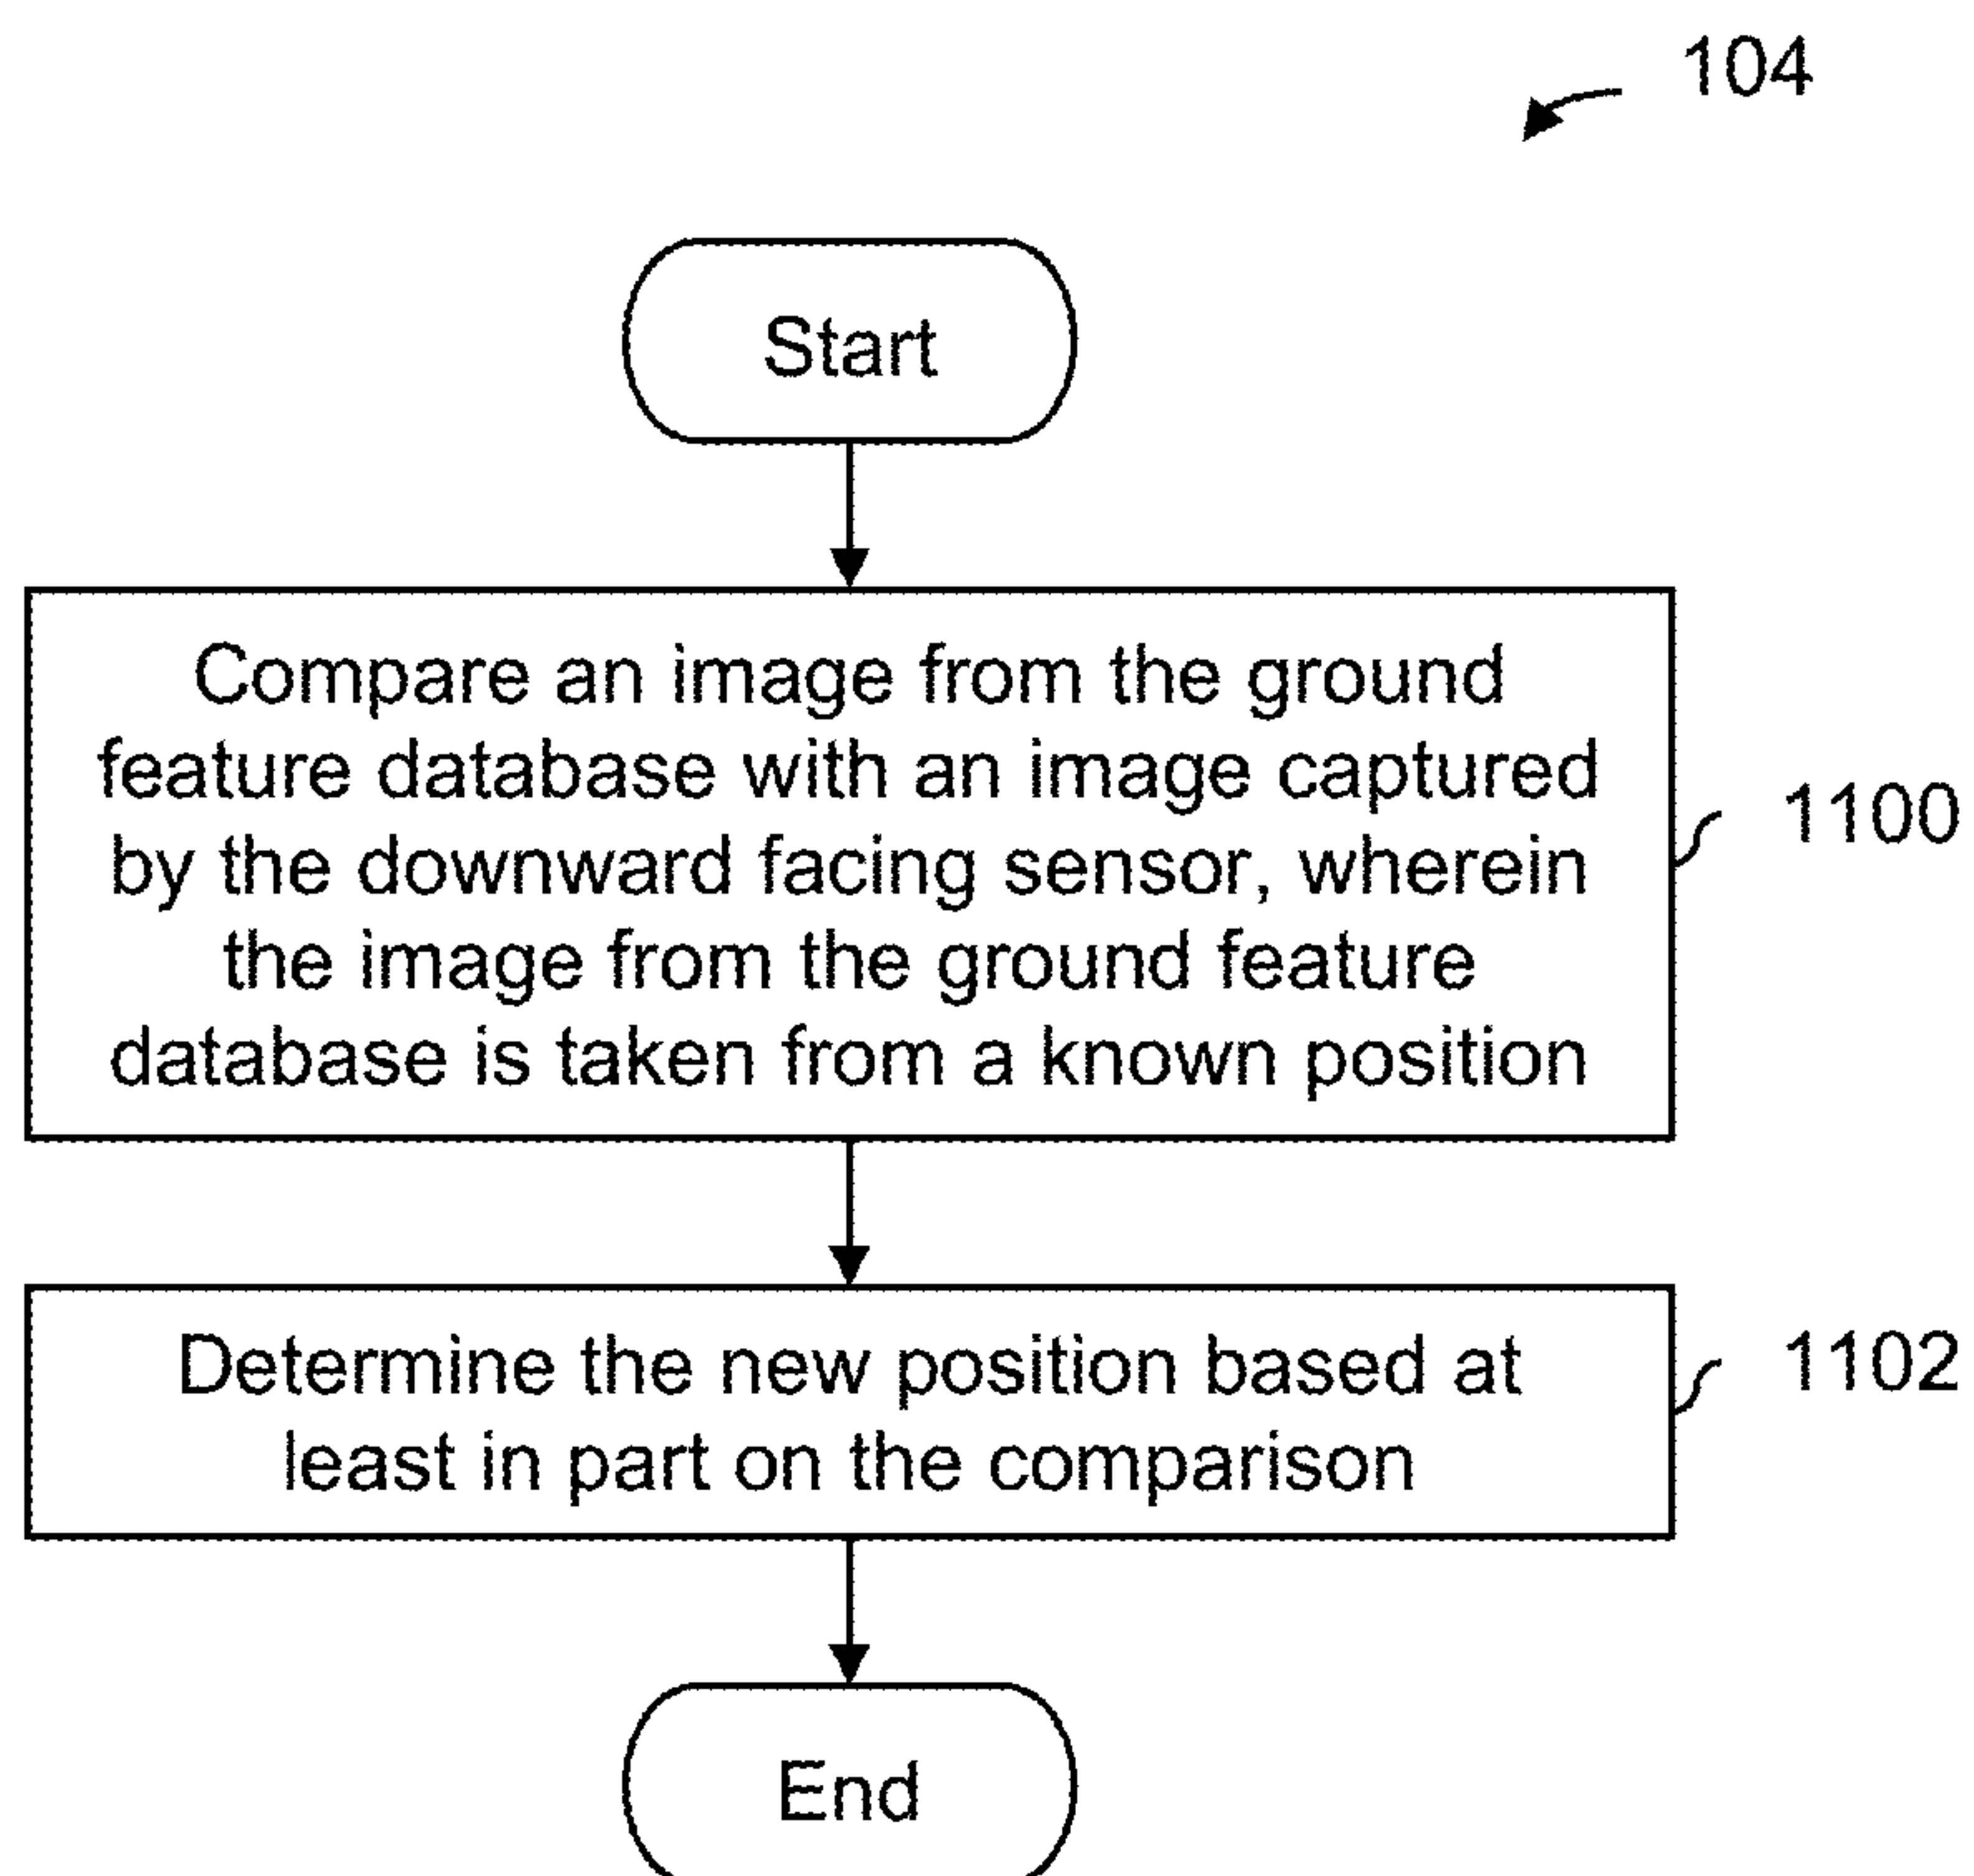 104
Start
Compare an image from the ground
feature database with an image captured
by the downward facing sensor, wherein
the image from the ground feature
database is taken from a known position
1100
Determine the new position based at
least in part on the comparison
1102
End